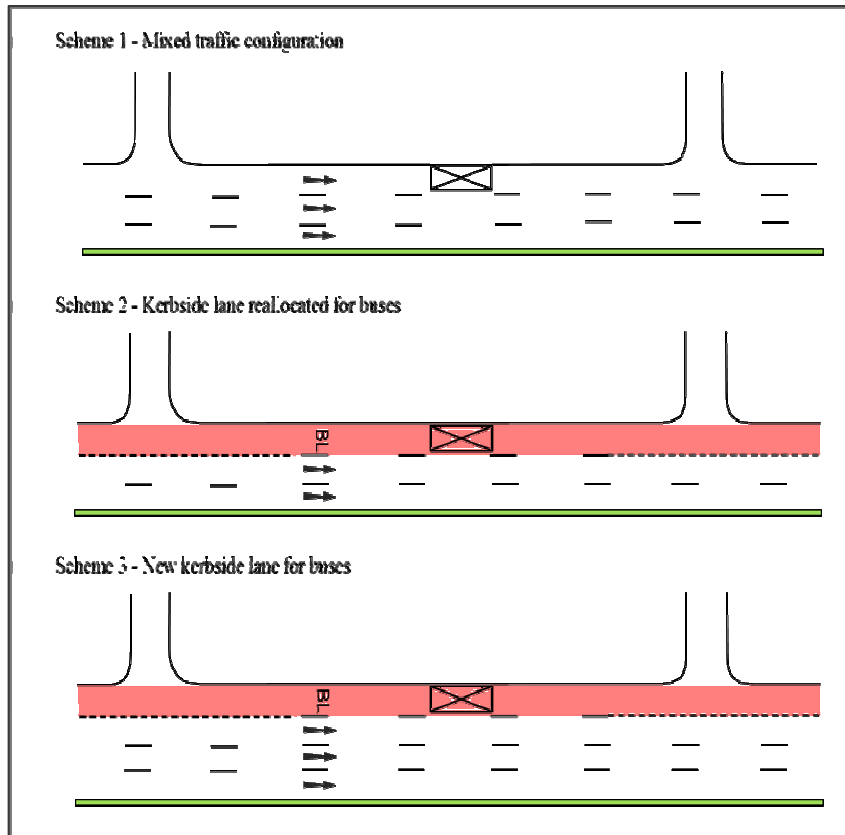 Scheme 1 - Mixed traffic configuration
Scheme 2 - Kerbside lane reallocated for buses
BL
Scheme 3 - New kerbside lane for buses
BL